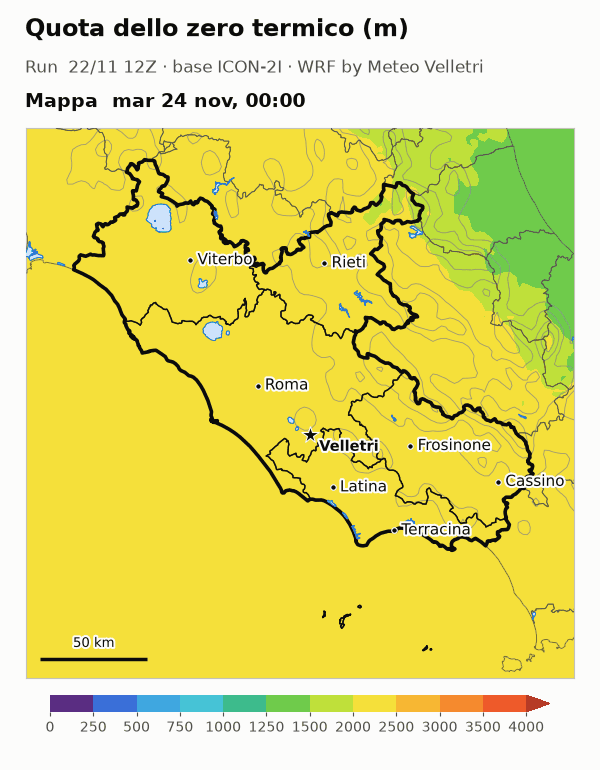 Quota dello zero termico (m)
Run  22/11 12Z · base ICON-2I · WRF by Meteo Velletri
Mappa  mar 24 nov, 00:00
Viterbo
Rieti
Roma
Velletri
Frosinone
Cassino
Latina
Terracina
50 km
0 250 500 750 1000 1250 1500 2000 2500 3000 3500 4000